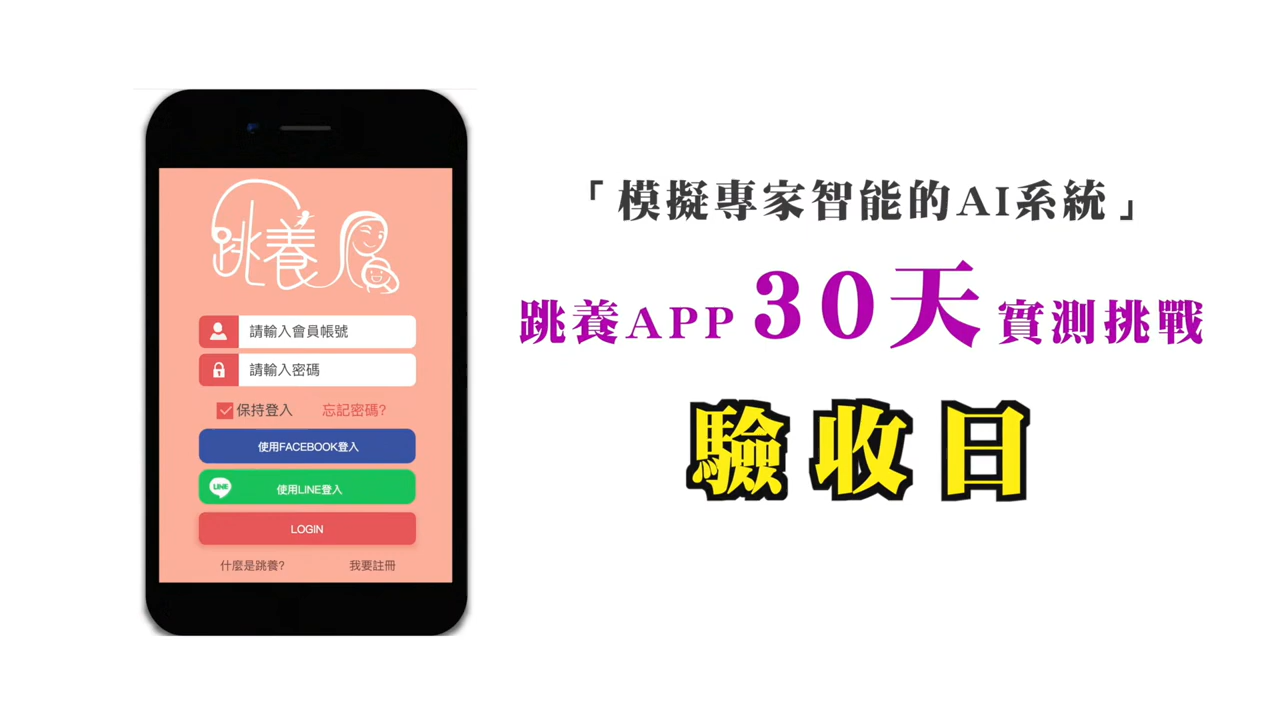 跳養
請輸入會員帳號
請輸入密碼
保持登入 忘記密碼?
使用FACEBOOK登入
LINE 使用LINE登入
LOGIN
什麼是跳養? 我要註冊
「模擬專家智能的AI系統」
跳養APP 30天 實測挑戰
驗收日